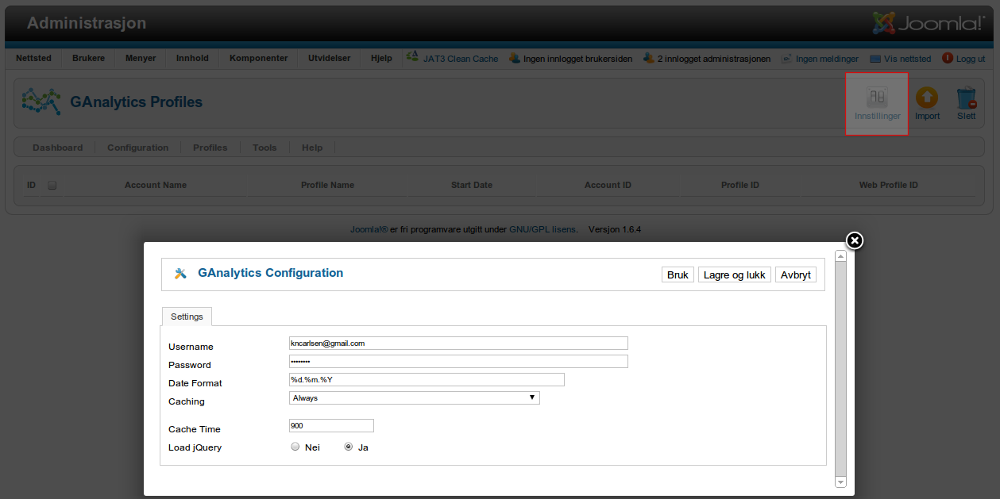 Administrasjon
Joomla!®
Nettsted Brukere Menyer Innhold Komponenter Utvidelser Hjelp JAT3 Clean Cache Ingen innlogget brukersiden 2 innlogget administrasjonen Ingen meldinger Vis nettsted Logg ut
GAnalytics Profiles
Innstillinger Import Slett
Dashboard Configuration Profiles Tools Help
ID Account Name Profile Name Start Date Account ID Profile ID Web Profile ID
Joomla!® er fri programvare utgitt under GNU/GPL lisens. Versjon 1.6.4
GAnalytics Configuration
Bruk Lagre og lukk Avbryt
Settings
Username kncarlsen@gmail.com
Password ••••••••
Date Format %d.%m.%Y
Caching Always
Cache Time 900
Load jQuery Nei Ja